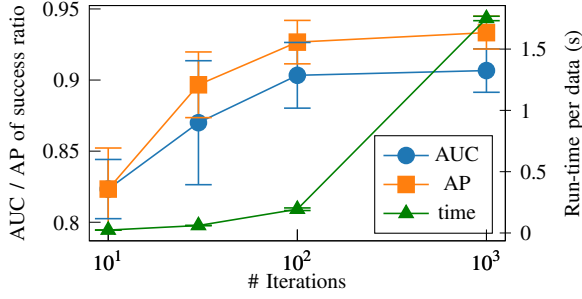 AUC / AP of success ratio
0.95
0.9
0.85
0.8
10¹
10²
10³
# Iterations
1.5
1
0.5
0
Run-time per data (s)
AUC
AP
time